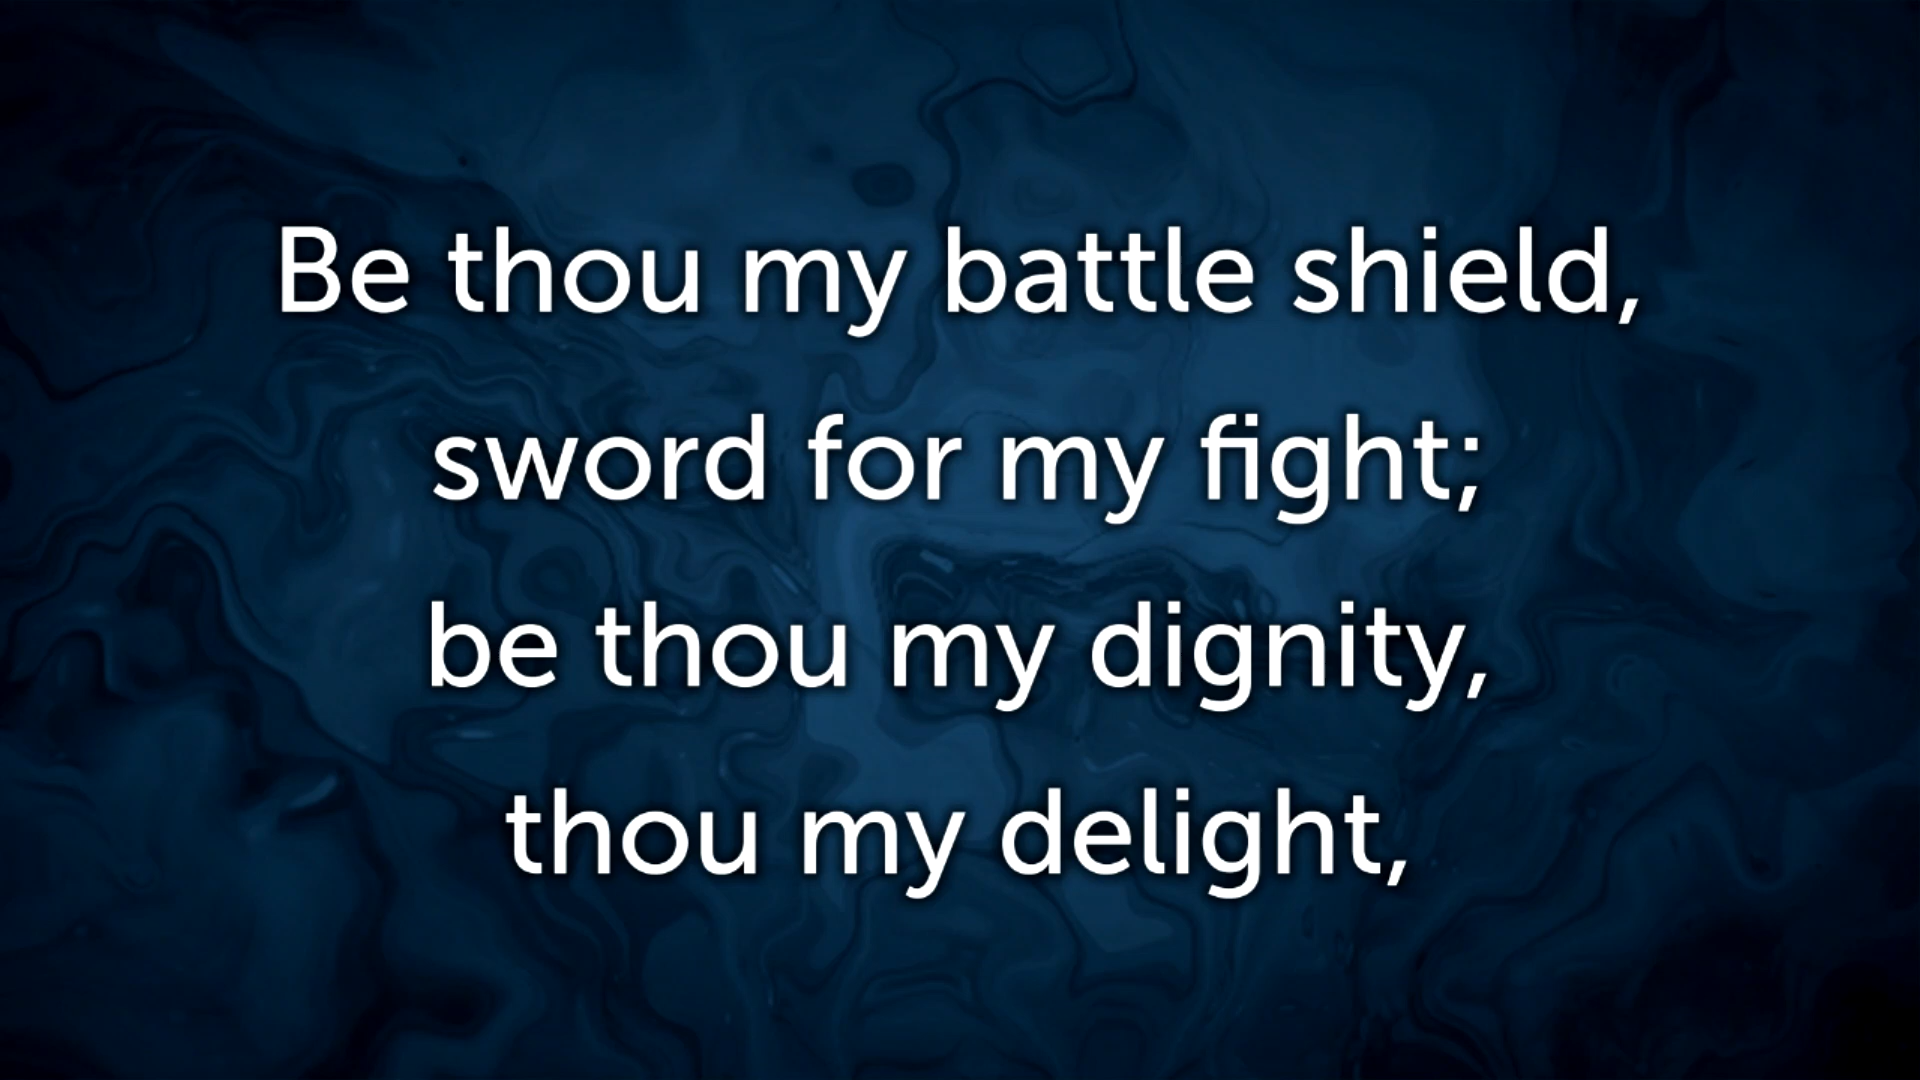 Be thou my battle shield,
sword for my fight;
be thou my dignity,
thou my delight,